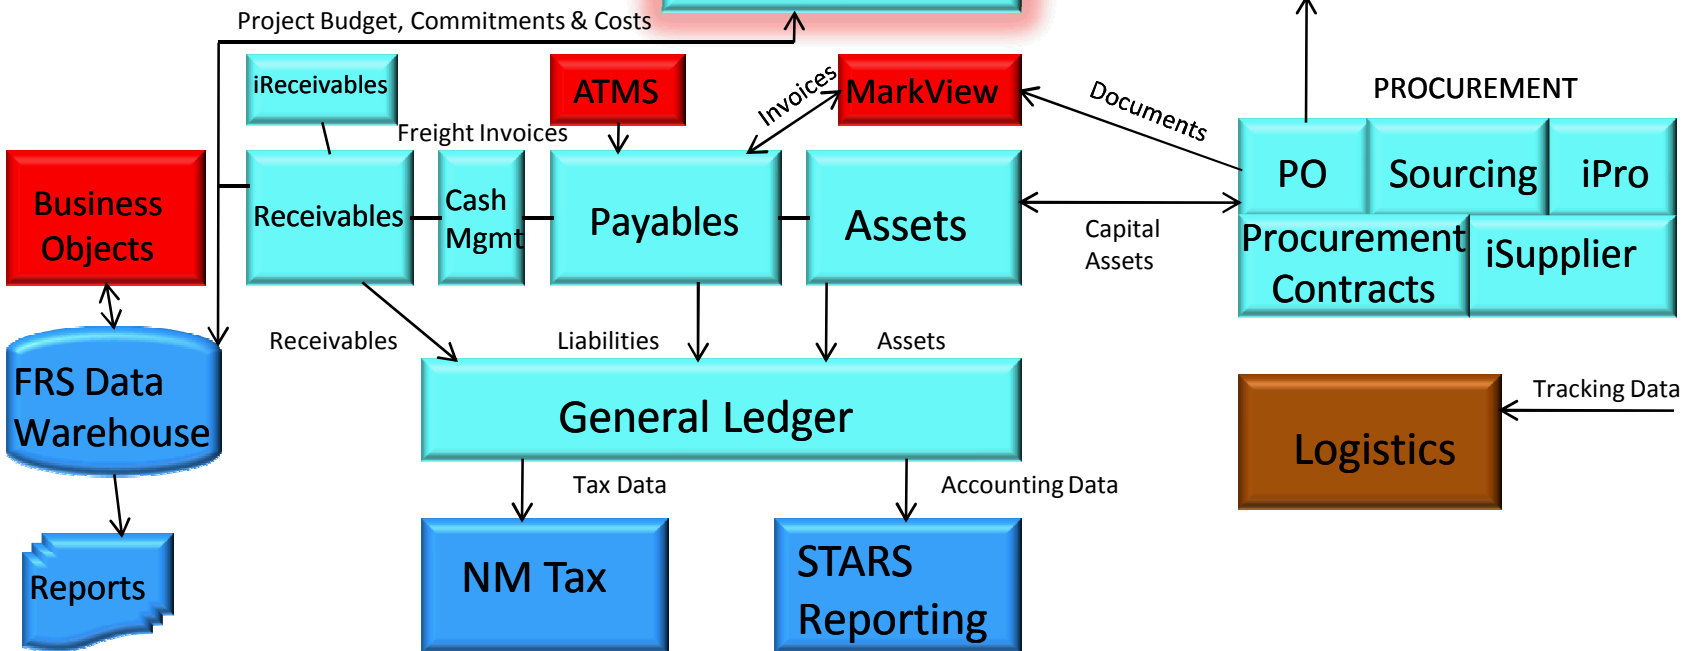 Project Budget, Commitments & Costs
iReceivables
ATMS
Invoices
MarkView
Documents
PROCUREMENT
Freight Invoices
Business
Objects
Receivables
Cash
Mgmt
Payables
Assets
Capital
Assets
PO
Sourcing
iPro
Procurement
Contracts
iSupplier
Receivables
Liabilities
Assets
FRS Data
Warehouse
General Ledger
Logistics
Tracking Data
Tax Data
Accounting Data
Reports
NM Tax
STARS
Reporting